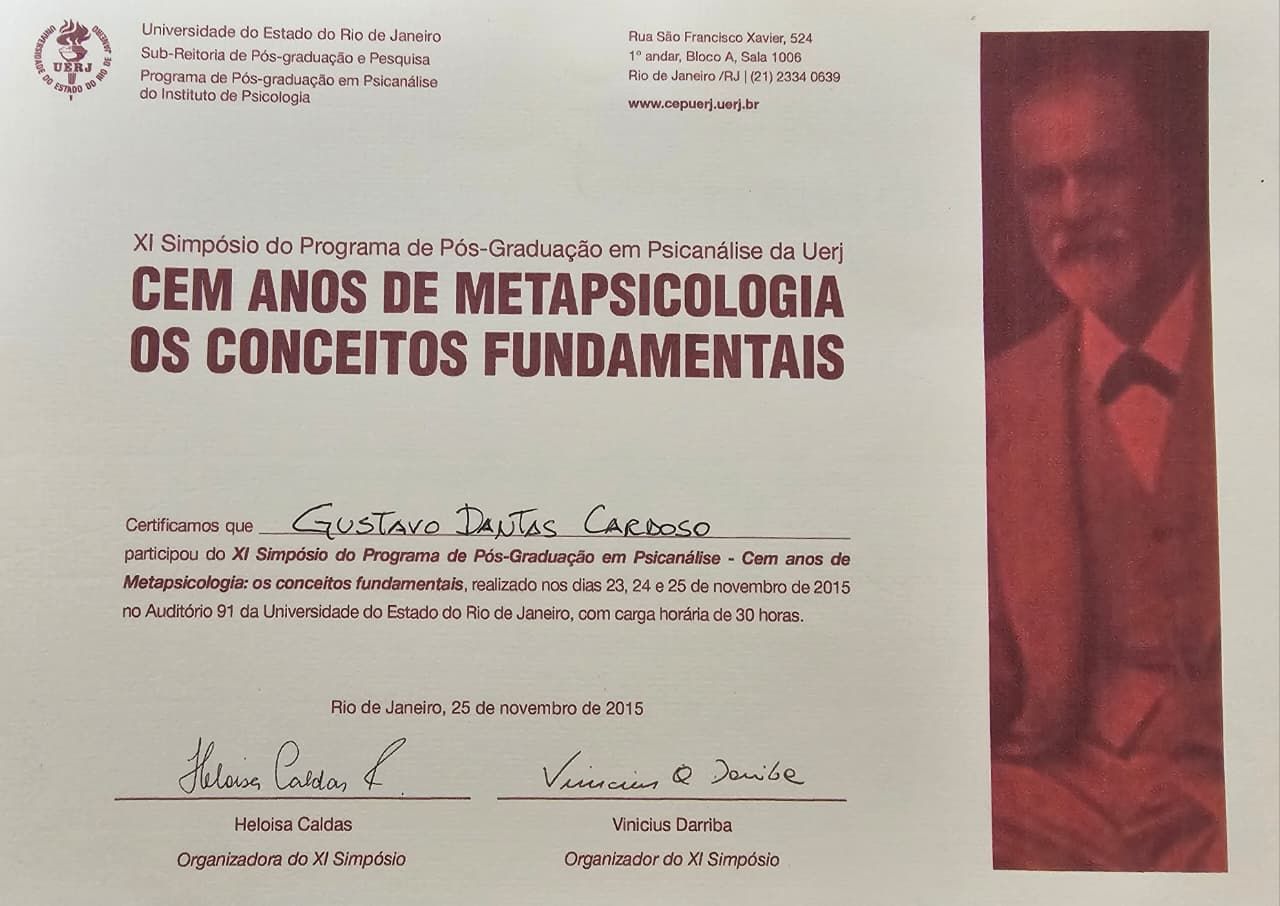 UNIVERSIDADE DO ESTADO DO RIO DE JANEIRO
UERJ
Universidade do Estado do Rio de Janeiro
Sub-Reitoria de Pós-graduação e Pesquisa
Programa de Pós-graduação em Psicanálise
do Instituto de Psicologia
Rua São Francisco Xavier, 524
1º andar, Bloco A, Sala 1006
Rio de Janeiro /RJ | (21) 2334 0639
www.cepuerj.uerj.br
XI Simpósio do Programa de Pós-Graduação em Psicanálise da Uerj
CEM ANOS DE METAPSICOLOGIA
OS CONCEITOS FUNDAMENTAIS
Certificamos que GUSTAVO DANTAS CARDOSO
participou do XI Simpósio do Programa de Pós-Graduação em Psicanálise - Cem anos de
Metapsicologia: os conceitos fundamentais, realizado nos dias 23, 24 e 25 de novembro de 2015
no Auditório 91 da Universidade do Estado do Rio de Janeiro, com carga horária de 30 horas.
Rio de Janeiro, 25 de novembro de 2015
Heloisa Caldas
Vinicius Darriba
Heloisa Caldas
Organizadora do XI Simpósio
Vinicius Darriba
Organizador do XI Simpósio